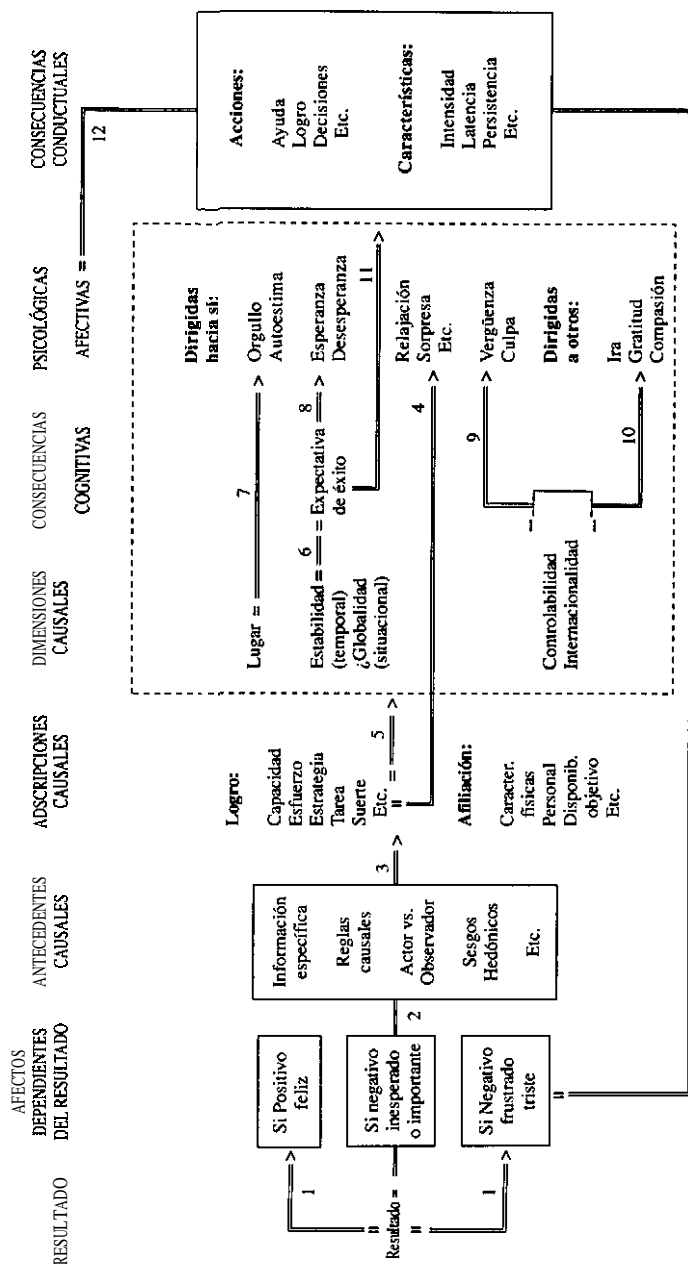 RESULTADO
AFECTOS
DEPENDIENTES
DEL RESULTADO
ANTECEDENTES
CAUSALES
ADSCRIPCIONES
CAUSALES
DIMENSIONES
CAUSALES
CONSECUENCIAS
COGNITIVAS
PSICOLÓGICAS
AFECTIVAS
CONSECUENCIAS
CONDUCTUALES
Resultado =
1
1
Si Positivo
feliz
Si negativo
inesperado
o importante
Si Negativo
frustrado
triste
2
Información
específica
Reglas
causales
Actor vs.
Observador
Sesgos
Hedónicos
Etc.
3
Logro:
Capacidad
Esfuerzo
Estrategia
Tarea
Suerte
Etc. =
5
4
Afiliación:
Caracter.
físicas
Personal
Disponib.
objetivo
Etc.
Lugar =
7
Estabilidad =
(temporal)
¿Globalidad
(situacional)
6
= Expectativa
de éxito
8
11
Controlabilidad
Internacionalidad
9
10
Dirigidas
hacia sí:
Orgullo
Autoestima
Esperanza
Desesperanza
Relajación
Sorpresa
Etc.
Vergüenza
Culpa
Dirigidas
a otros:
Ira
Gratitud
Compasión
12
Acciones:
Ayuda
Logro
Decisiones
Etc.
Características:
Intensidad
Latencia
Persistencia
Etc.